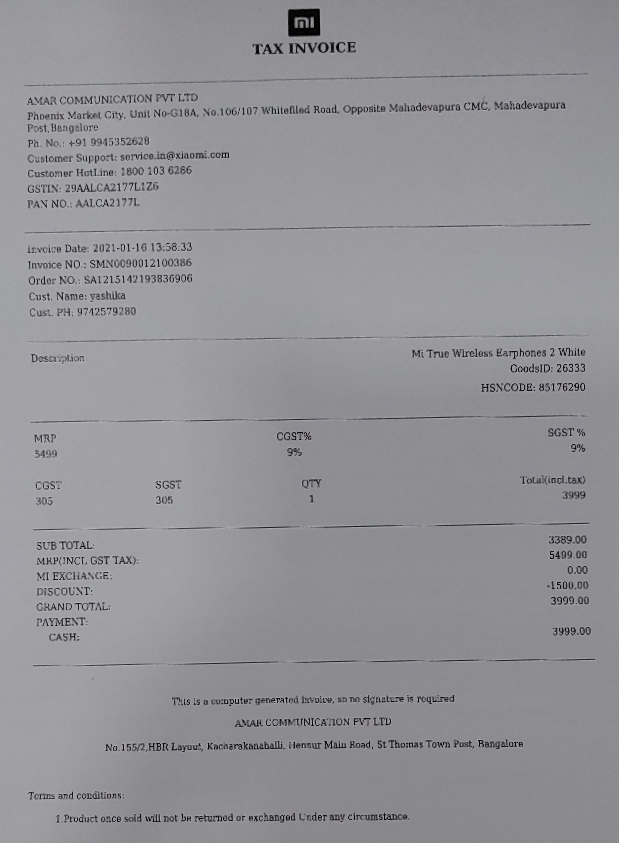 mi
TAX INVOICE
AMAR COMMUNICATION PVT LTD
Phoenix Market City, Unit No-G18A, No.106/107 Whitefiled Road, Opposite Mahadevapura CMC, Mahadevapura
Post,Bangalore
Ph. No.: +91 9945352628
Customer Support: service.in@xiaomi.com
Customer HotLine: 1800 103 6286
GSTIN: 29AALCA2177L1Z6
PAN NO.: AALCA2177L
Invoice Date: 2021-01-16 13:58:33
Invoice NO.: SMN0090012100386
Order NO.: SA1215142193836906
Cust. Name: yashika
Cust. PH: 9742579280
Description Mi True Wireless Earphones 2 White
GoodsID: 26333
HSNCODE: 85176290
MRP CGST% SGST %
5499 9% 9%
CGST SGST QTY Total(incl.tax)
305 305 1 3999
SUB TOTAL: 3389.00
MRP(INCL GST TAX): 5499.00
MI EXCHANGE: 0.00
DISCOUNT: -1500.00
GRAND TOTAL: 3999.00
PAYMENT:
CASH: 3999.00
This is a computer generated invoice, so no signature is required
AMAR COMMUNICATION PVT LTD
No.155/2,HBR Layout, Kacharakanahalli, Hennur Main Road, St Thomas Town Post, Bangalore
Terms and conditions:
1.Product once sold will not be returned or exchanged Under any circumstance.